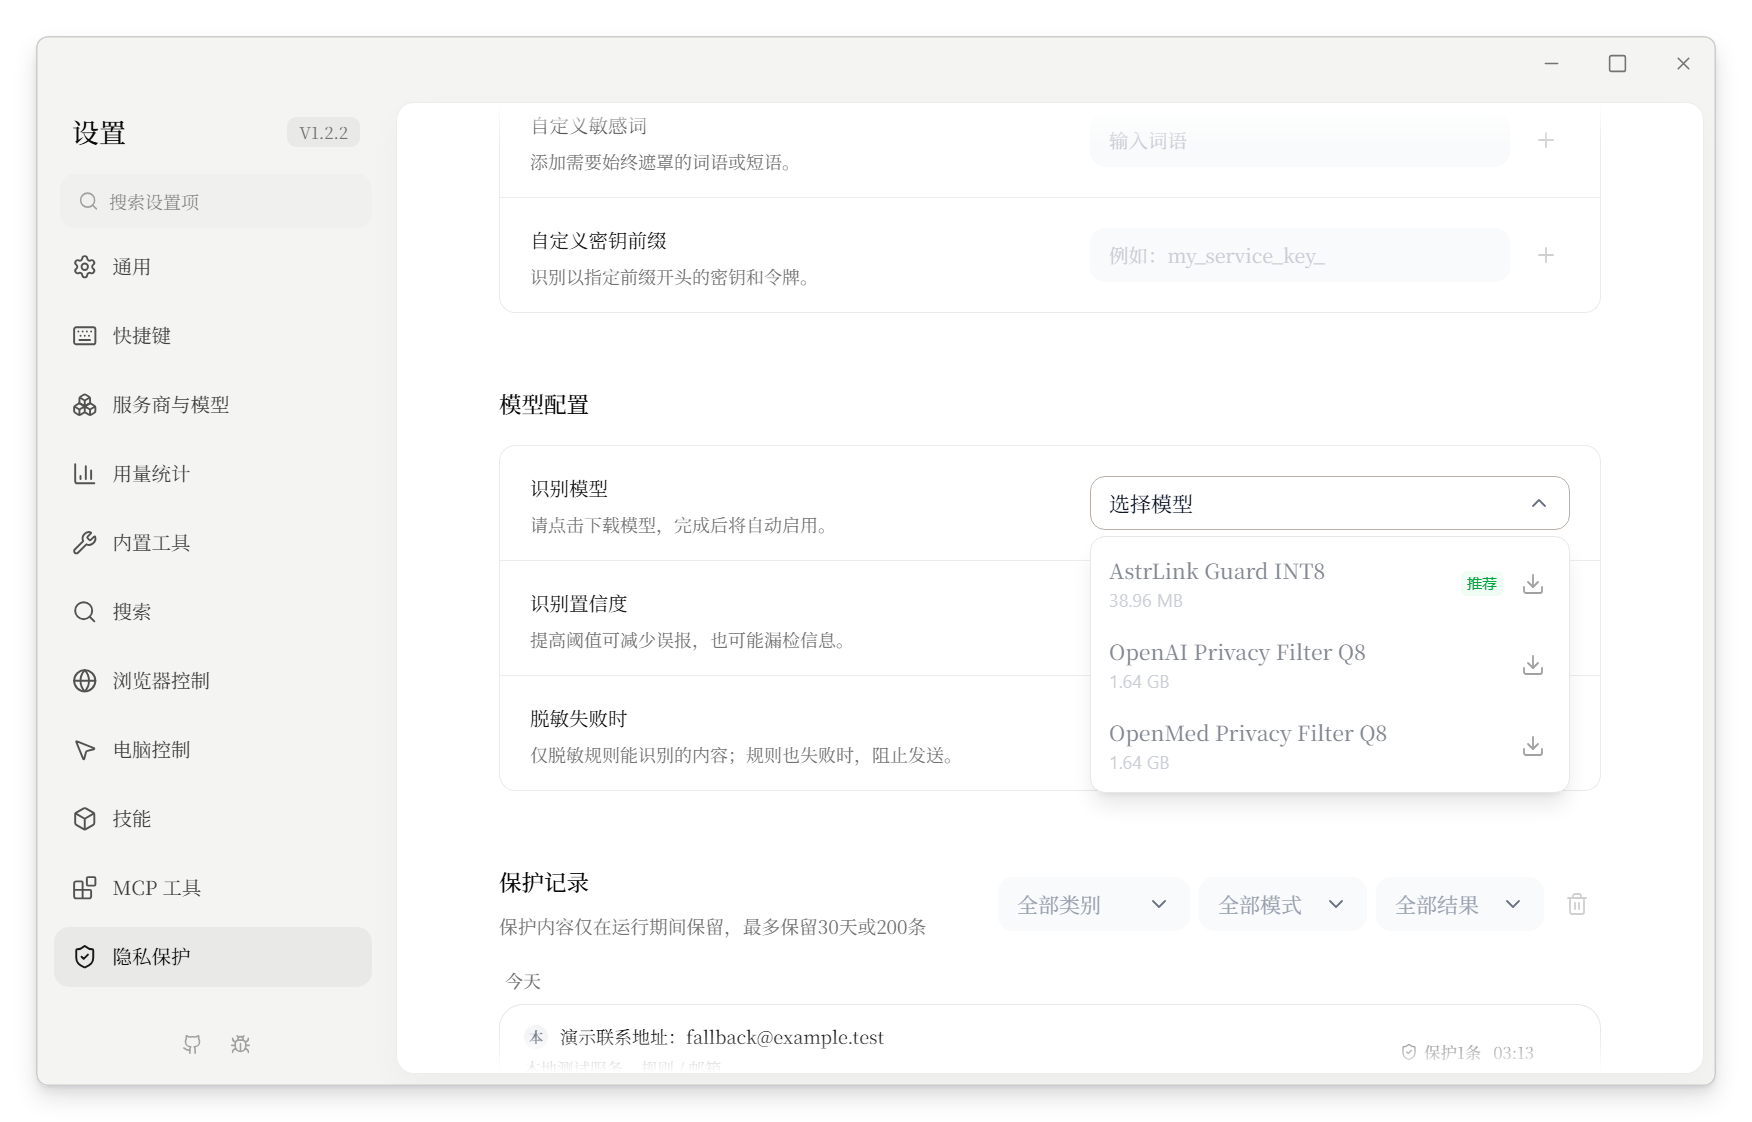 设置
V1.2.2
搜索设置项
通用
快捷键
服务商与模型
用量统计
内置工具
搜索
浏览器控制
电脑控制
技能
MCP 工具
隐私保护
自定义敏感词
添加需要始终遮罩的词语或短语。
输入词语
自定义密钥前缀
识别以指定前缀开头的密钥和令牌。
例如：my_service_key_
模型配置
识别模型
请点击下载模型，完成后将自动启用。
选择模型
AstrLink Guard INT8
38.96 MB
推荐
OpenAI Privacy Filter Q8
1.64 GB
OpenMed Privacy Filter Q8
1.64 GB
识别置信度
提高阈值可减少误报，也可能漏检信息。
脱敏失败时
仅脱敏规则能识别的内容；规则也失败时，阻止发送。
保护记录
保护内容仅在运行期间保留，最多保留30天或200条
全部类别
全部模式
全部结果
今天
本
演示联系地址：fallback@example.test
本地测试服务 规则 / 邮箱
保护1条
03:13